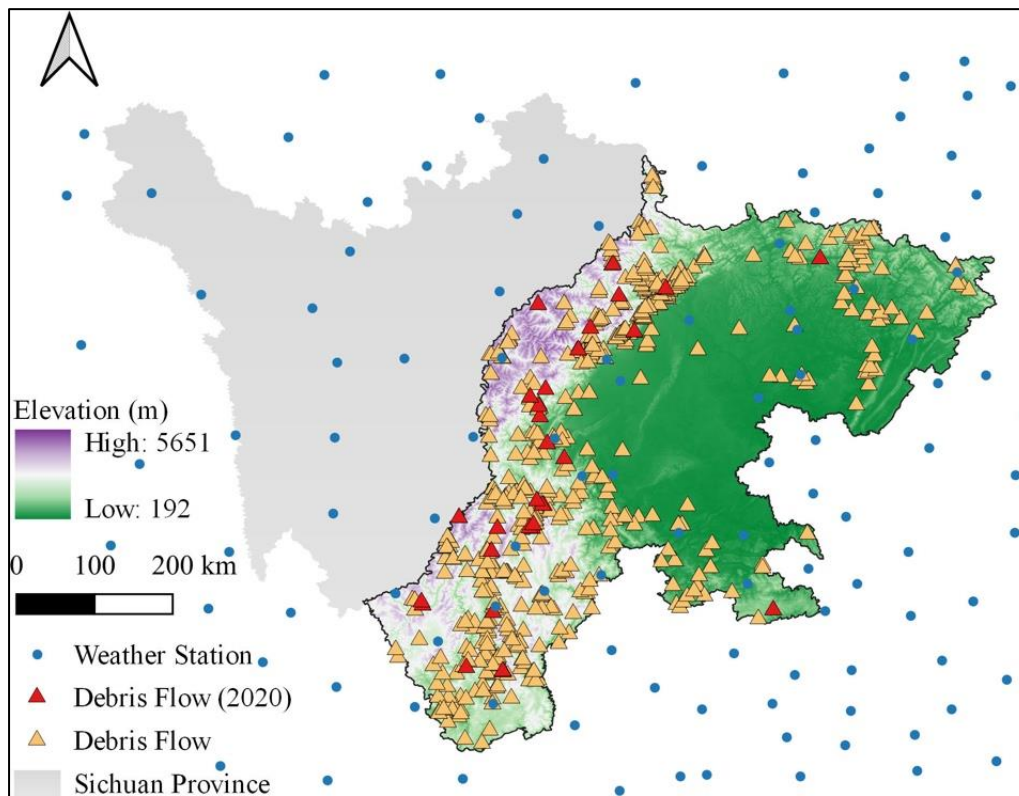 Elevation (m)
High: 5651
Low: 192
0 100 200 km
Weather Station
Debris Flow (2020)
Debris Flow
Sichuan Province